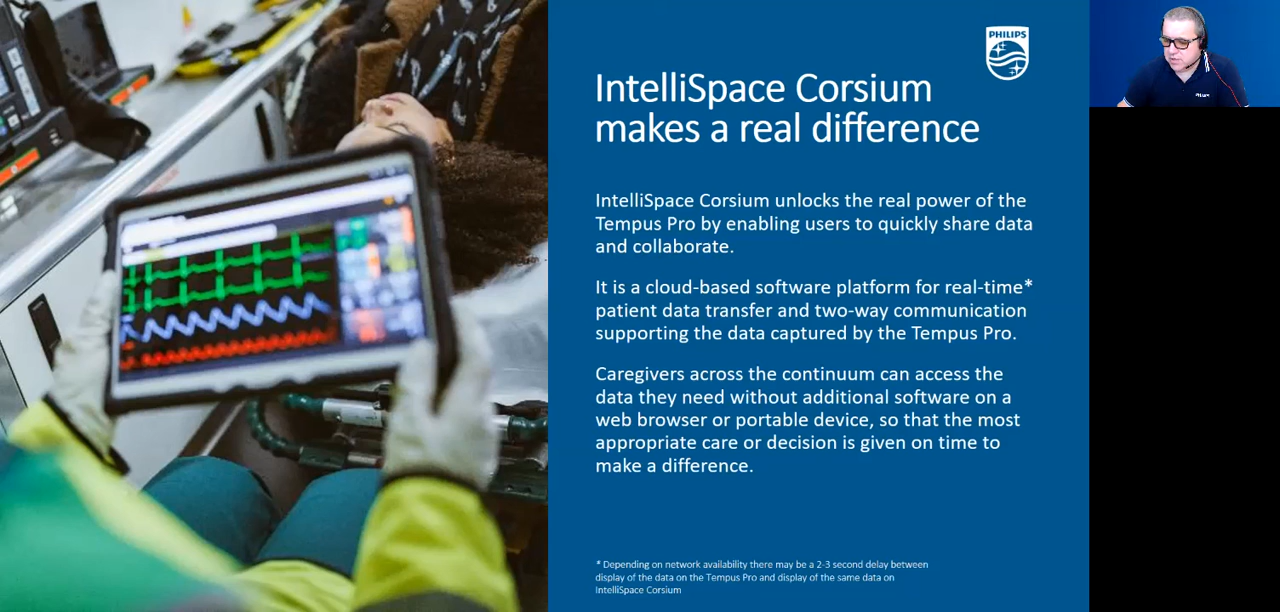 PHILIPS
IntelliSpace Corsium
makes a real difference
IntelliSpace Corsium unlocks the real power of the
Tempus Pro by enabling users to quickly share data
and collaborate.
It is a cloud-based software platform for real-time*
patient data transfer and two-way communication
supporting the data captured by the Tempus Pro.
Caregivers across the continuum can access the
data they need without additional software on a
web browser or portable device, so that the most
appropriate care or decision is given on time to
make a difference.
* Depending on network availability there may be a 2-3 second delay between
display of the data on the Tempus Pro and display of the same data on
IntelliSpace Corsium